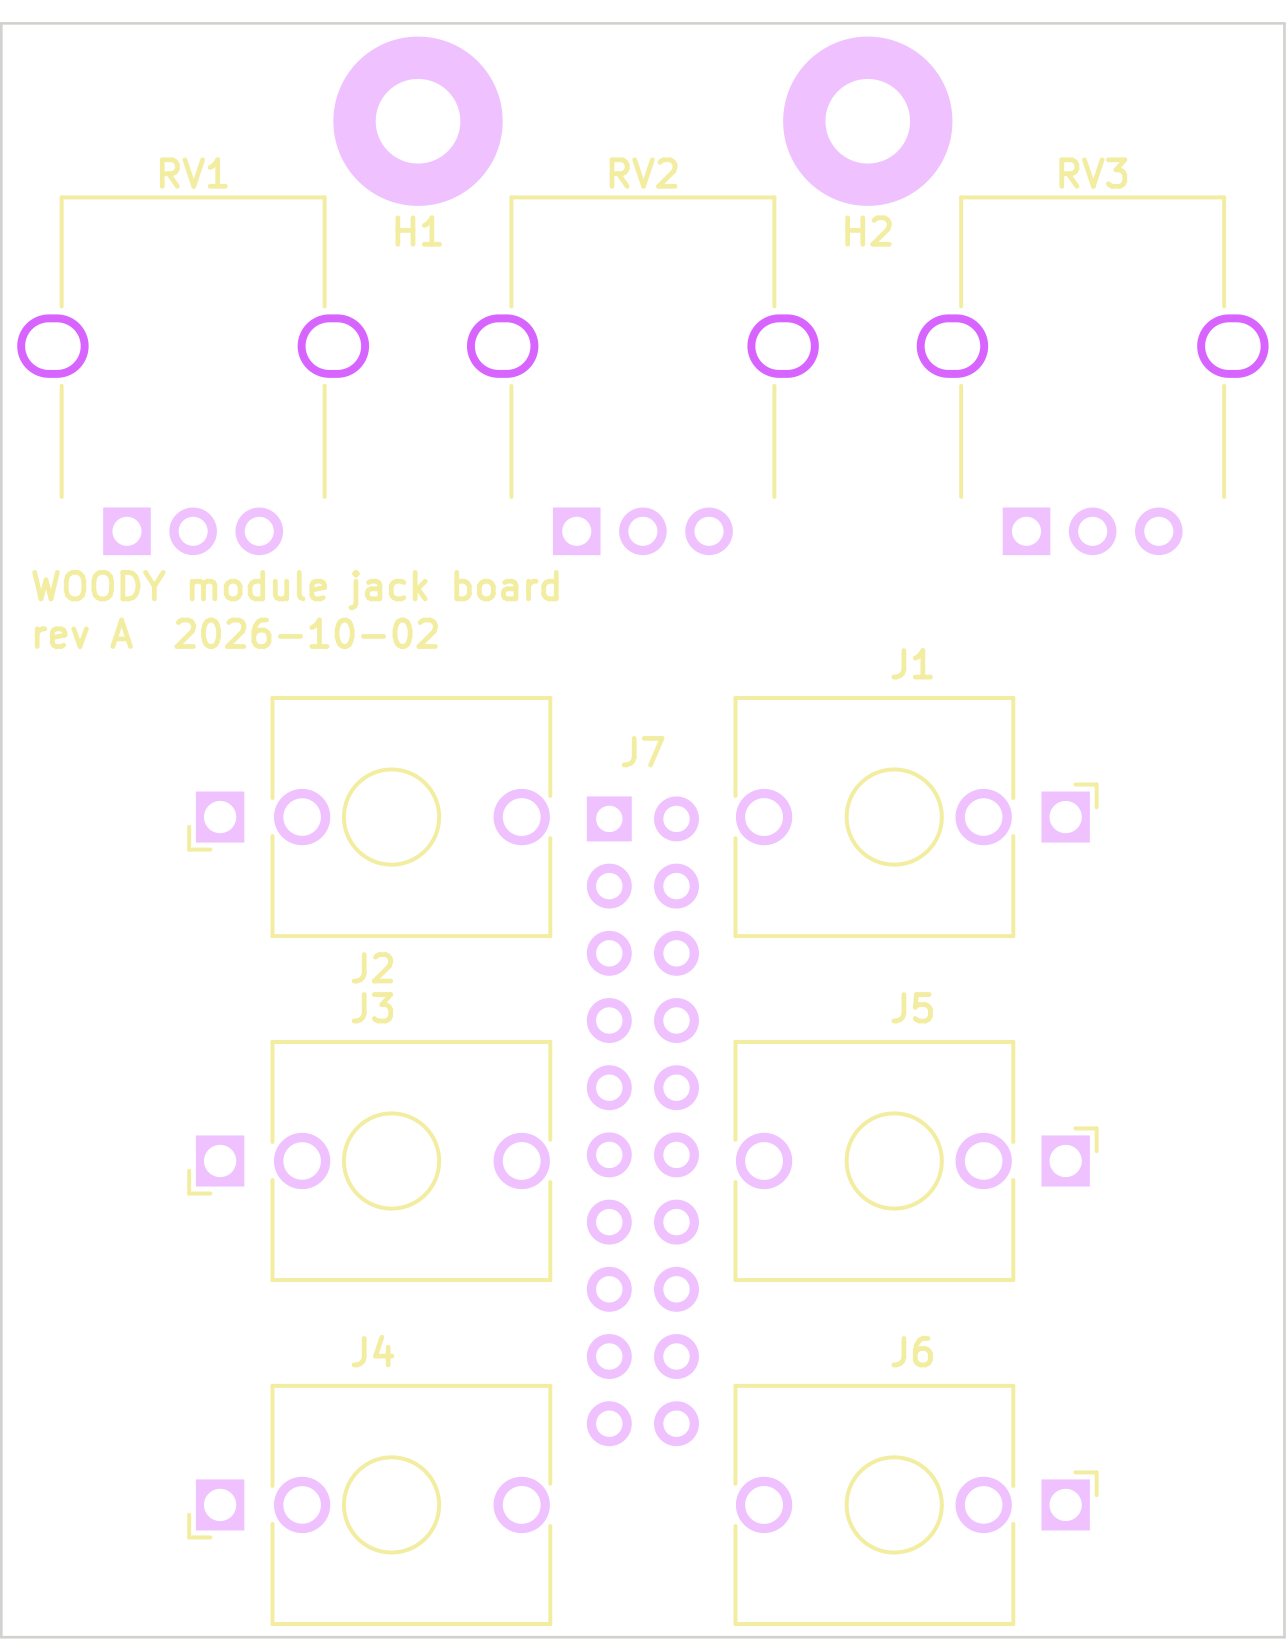 RV1 RV2 RV3
H1 H2
WOODY module jack board
rev A 2026-10-02
J1
J7
J2
J3 J5
J4 J6